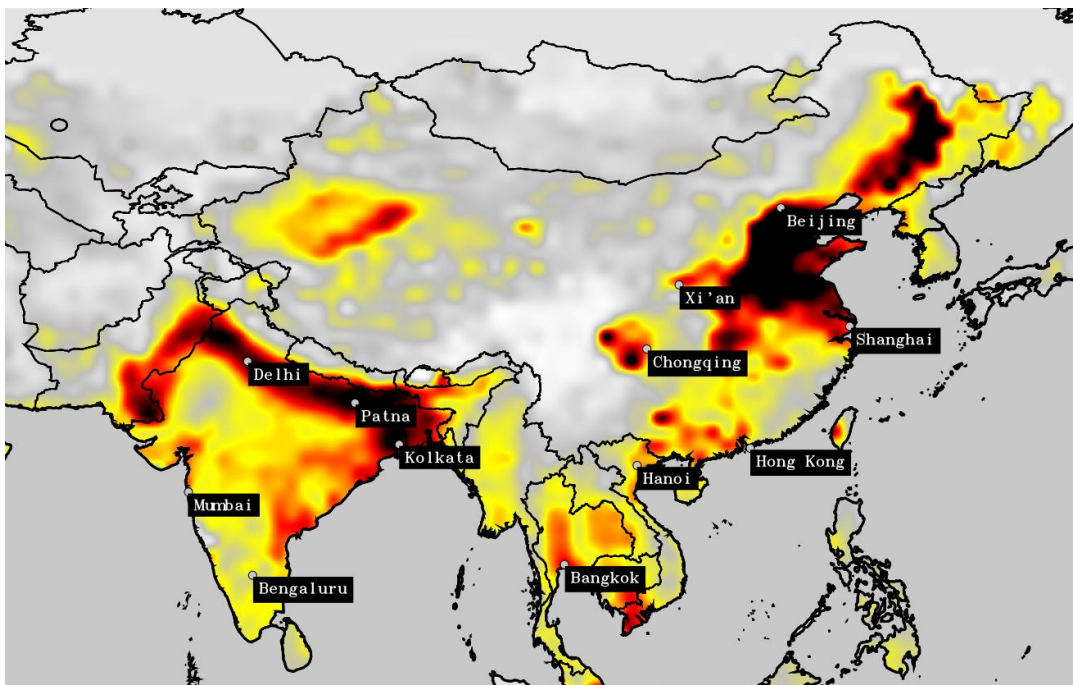 Beijing
Xi'an
Shanghai
Chongqing
Delhi
Patna
Kolkata
Hong Kong
Hanoi
Mumbai
Bangkok
Bengaluru